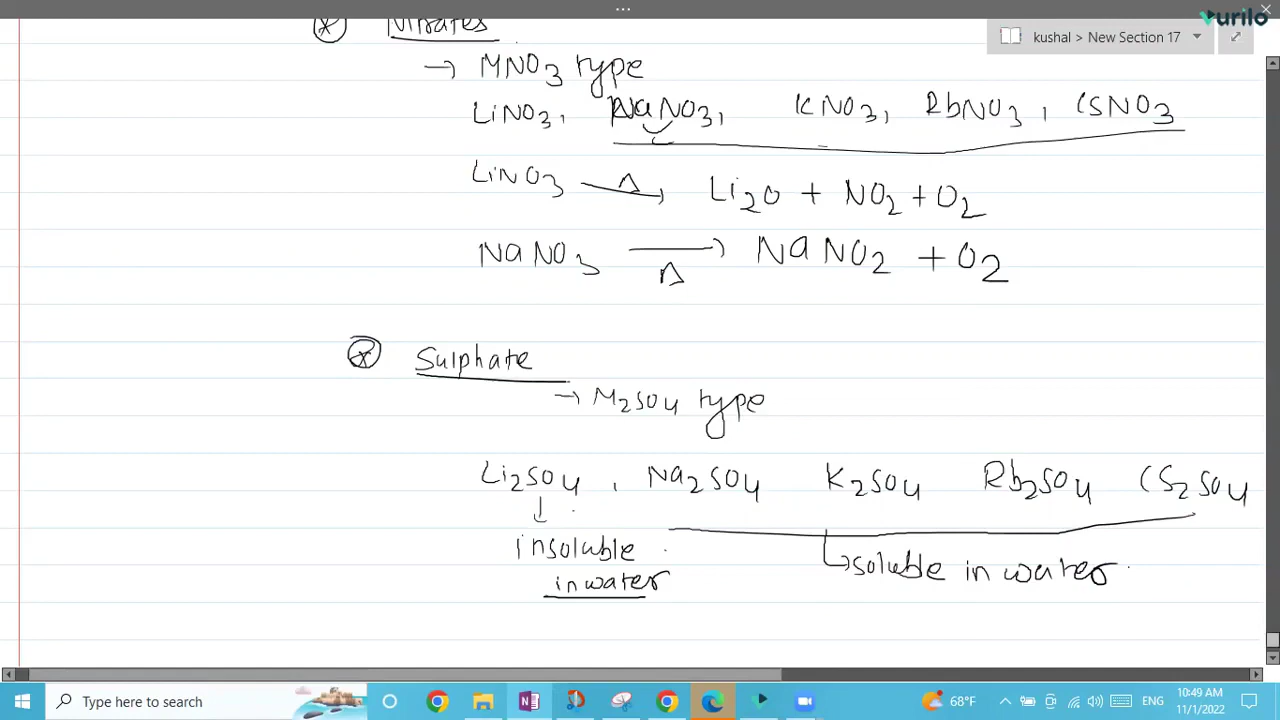 ...
vurilo
kushal > New Section 17
Nitrates
→ MNO3 type
LiNO3, NaNO3, KNO3, RbNO3, CsNO3
LiNO3 —Δ→ Li2O + NO2 + O2
NaNO3 —Δ→ NaNO2 + O2
Sulphate
→ M2SO4 type
Li2SO4, Na2SO4 K2SO4 Rb2SO4 CS2SO4
↓
insoluble
in water
↳ soluble in water
Type here to search
68°F
ENG
10:49 AM
11/1/2022